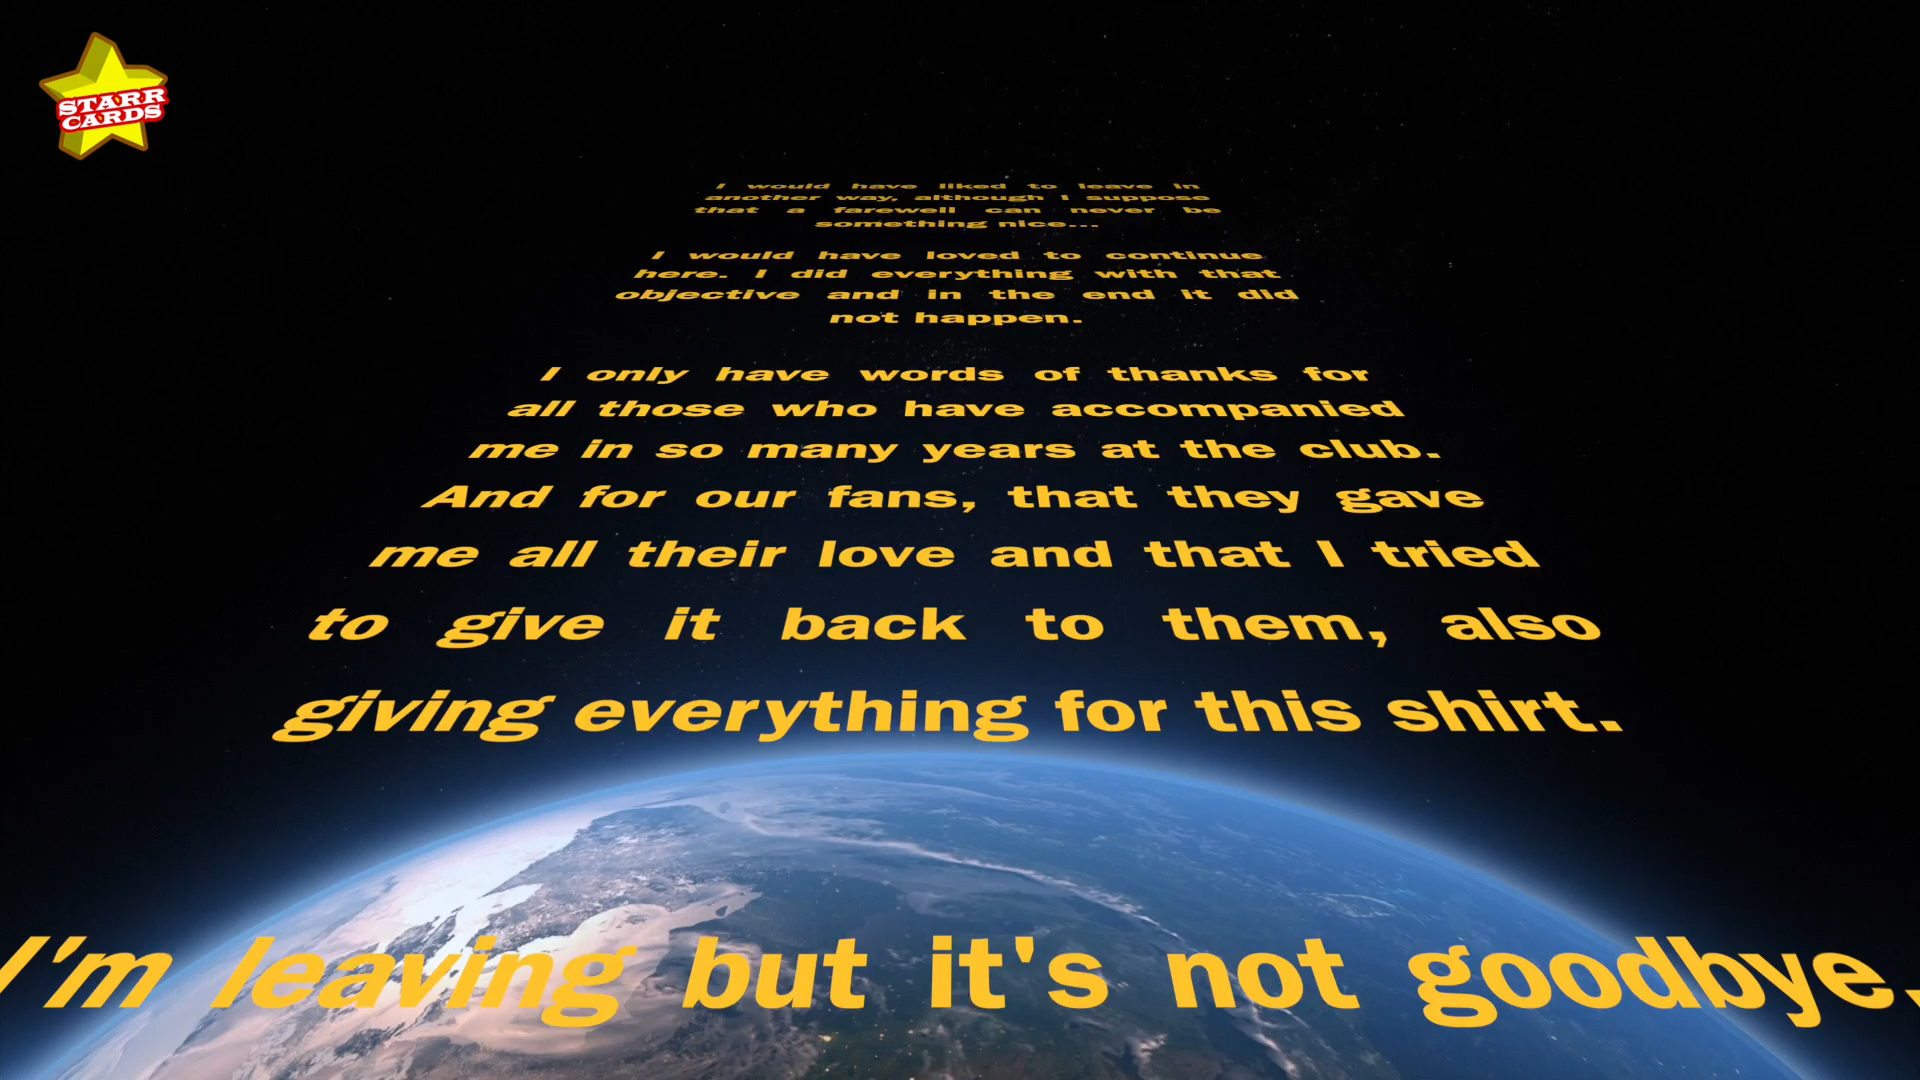 STARR
CARDS
I would have liked to leave in
another way, although I suppose
that a farewell can never be
something nice...
I would have loved to continue
here. I did everything with that
objective and in the end it did
not happen.
I only have words of thanks for
all those who have accompanied
me in so many years at the club.
And for our fans, that they gave
me all their love and that I tried
to give it back to them, also
giving everything for this shirt.
I'm leaving but it's not goodbye.